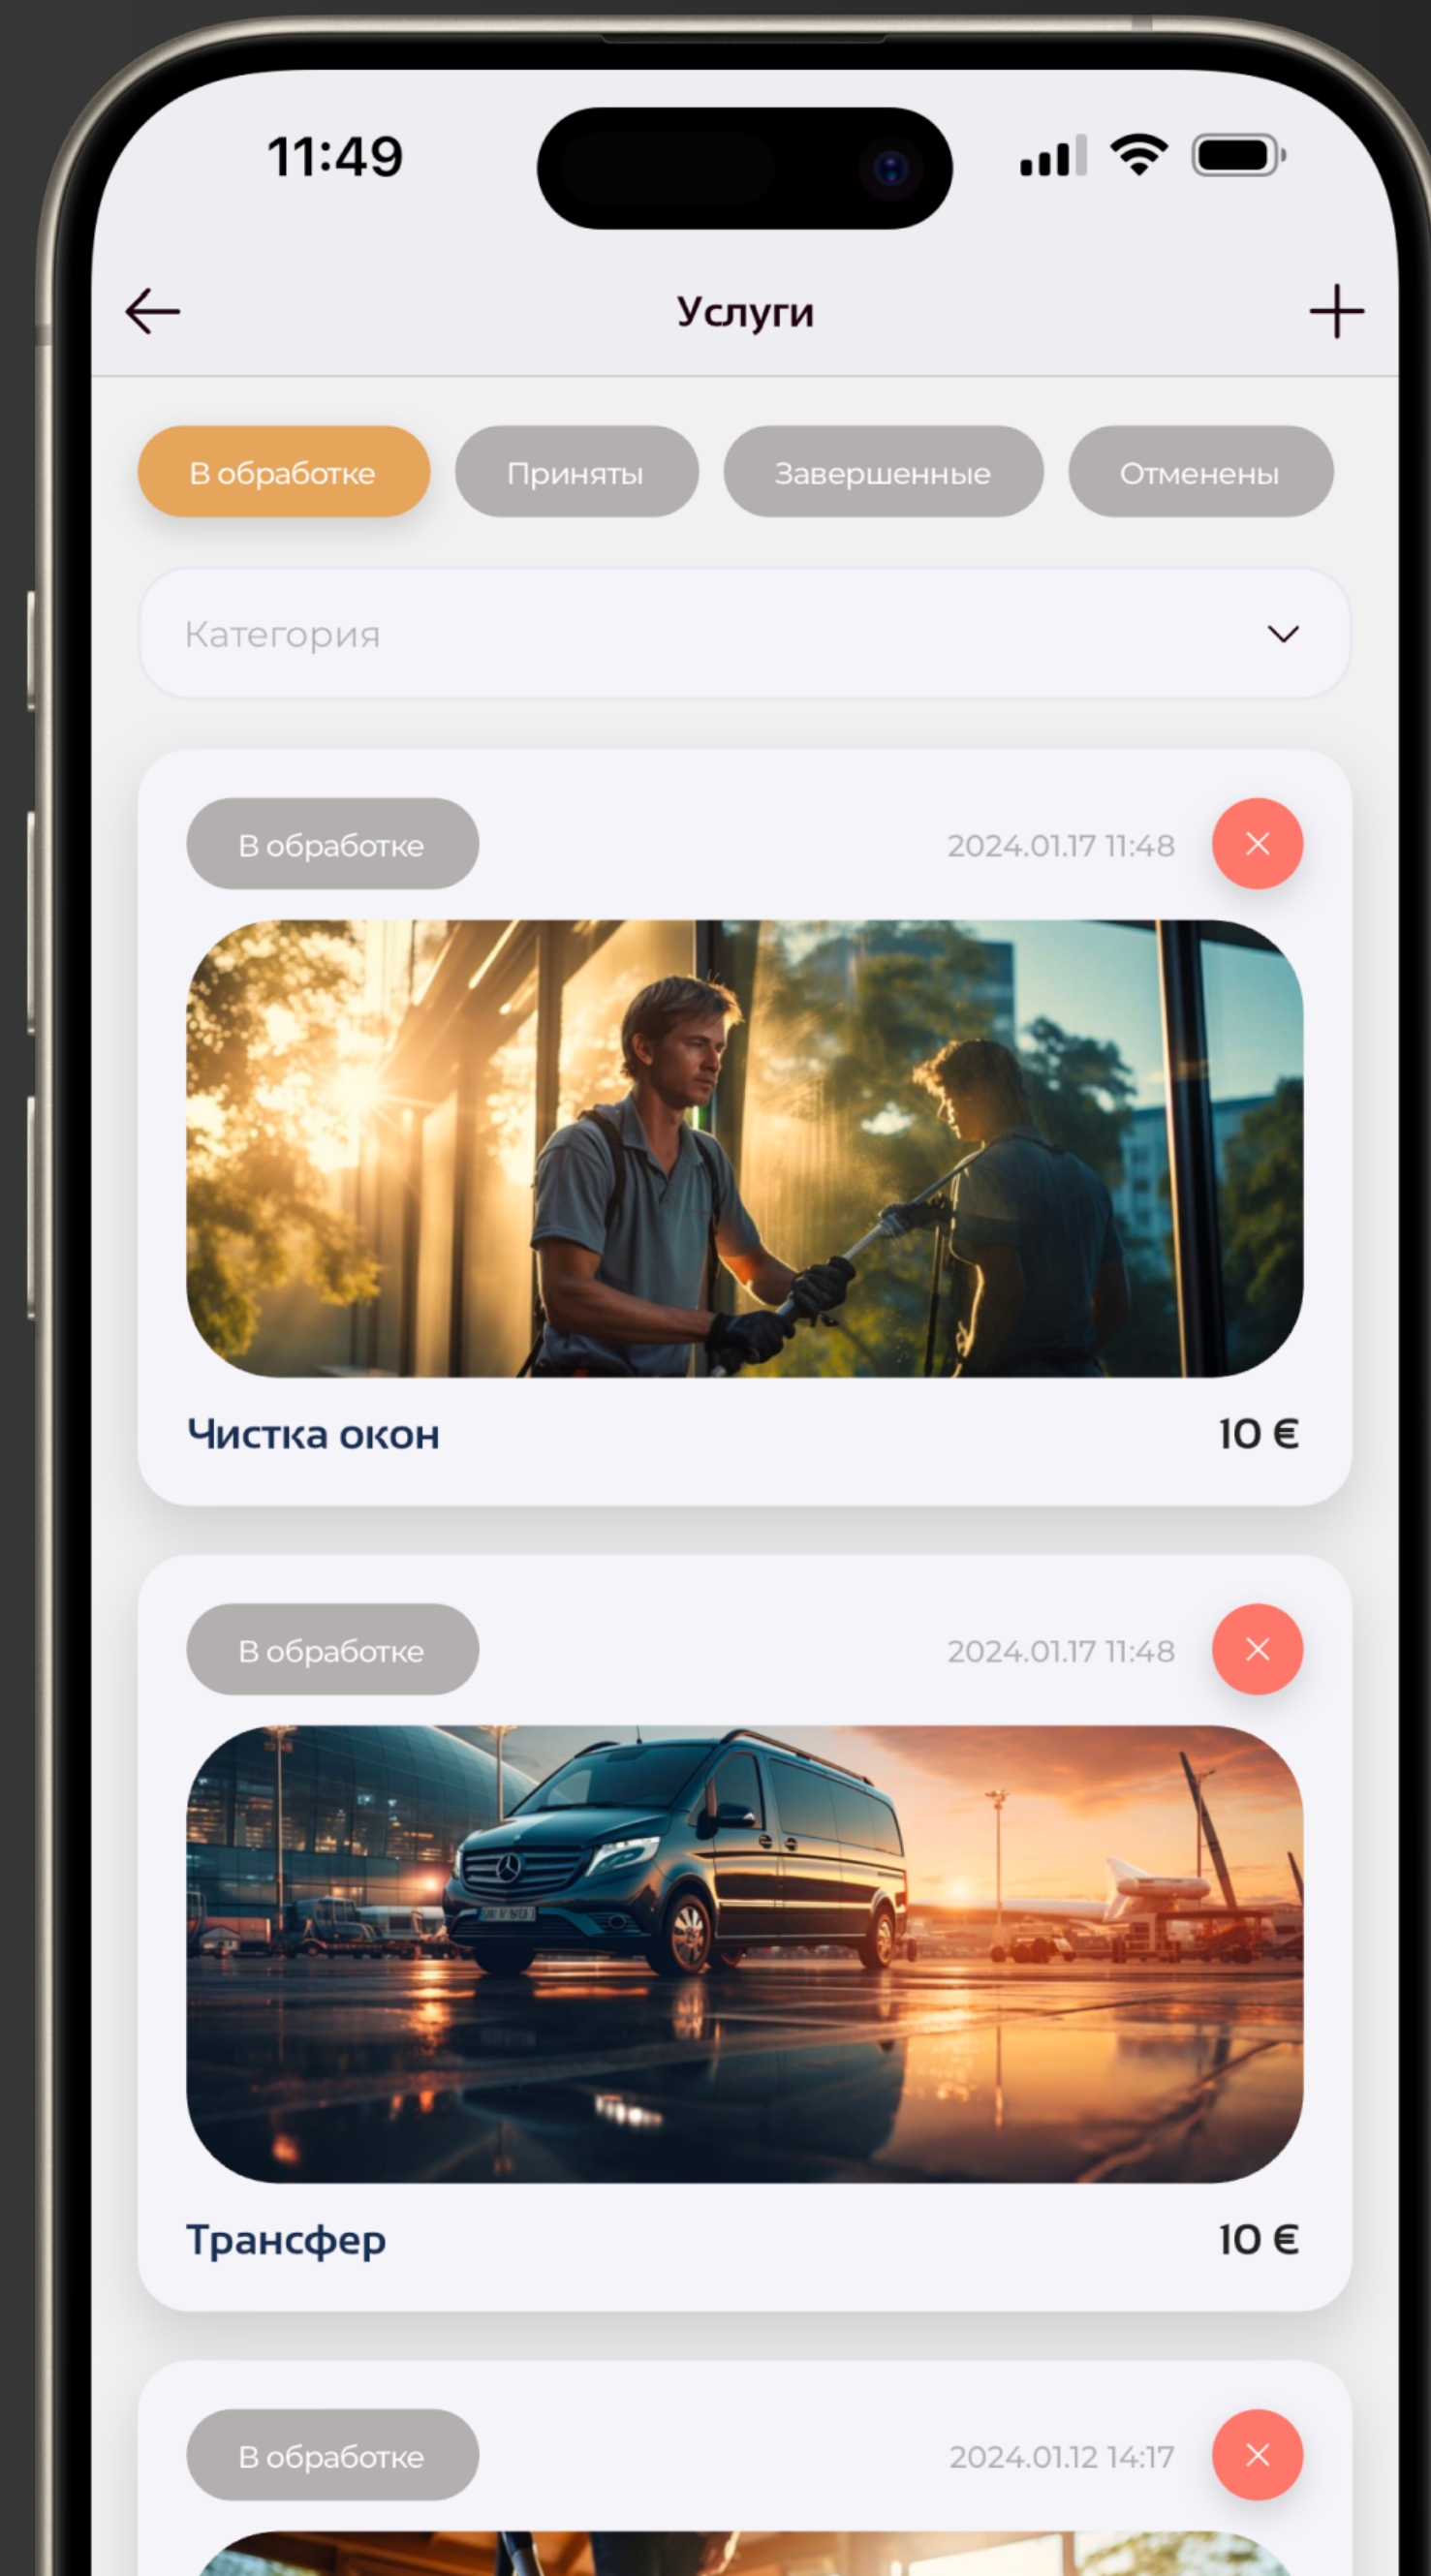 11:49
Услуги
В обработке Приняты Завершенные Отменены
Категория
В обработке 2024.01.17 11:48
Чистка окон 10 €
В обработке 2024.01.17 11:48
Трансфер 10 €
В обработке 2024.01.12 14:17